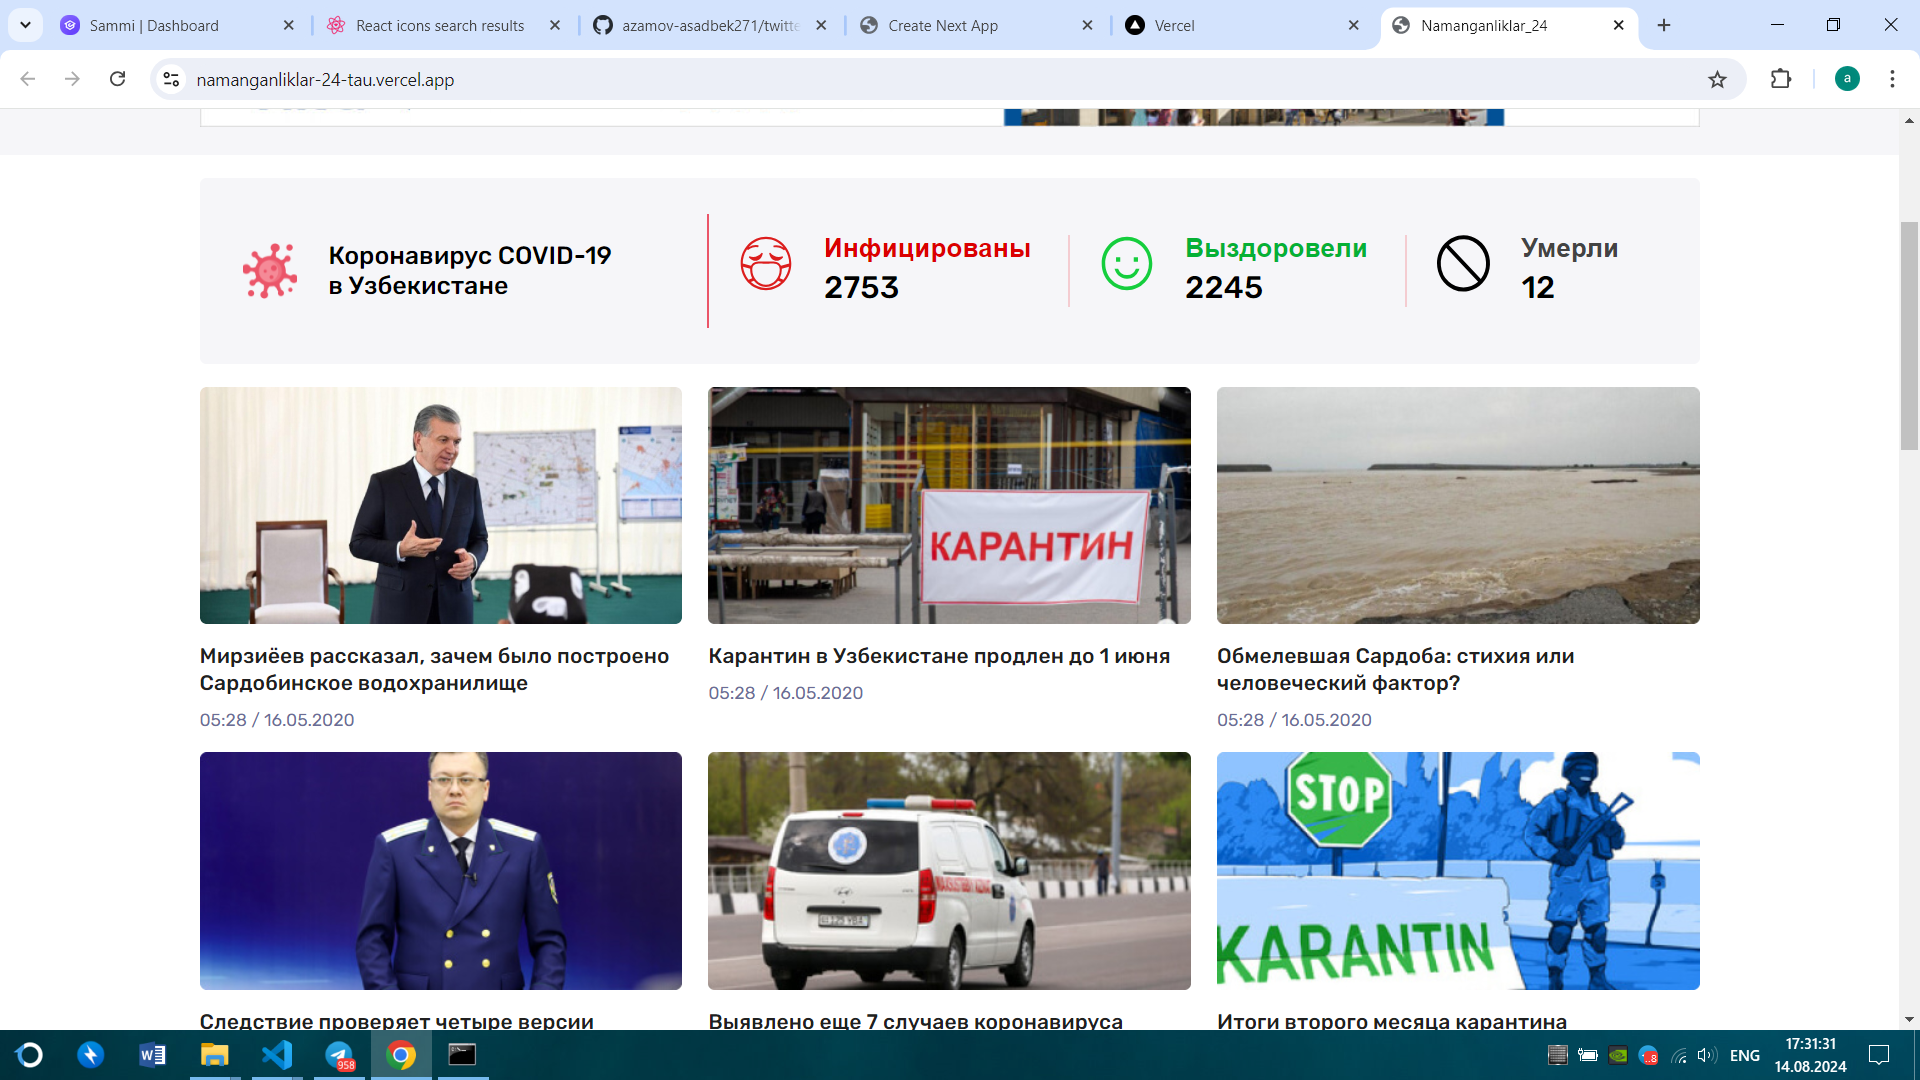 Sammi | Dashboard
React icons search results
azamov-asadbek271/twitte
Create Next App
Vercel
Namanganliklar_24
namanganliklar-24-tau.vercel.app
a
Коронавирус COVID-19
в Узбекистане
Инфицированы
2753
Выздоровели
2245
Умерли
12
КАРАНТИН
Мирзиёев рассказал, зачем было построено
Сардобинское водохранилище
05:28 / 16.05.2020
Карантин в Узбекистане продлен до 1 июня
05:28 / 16.05.2020
Обмелевшая Сардоба: стихия или
человеческий фактор?
05:28 / 16.05.2020
STOP
KARANTIN
Следствие проверяет четыре версии
Выявлено еще 7 случаев коронавируса
Итоги второго месяца карантина
958
ENG
17:31:31
14.08.2024